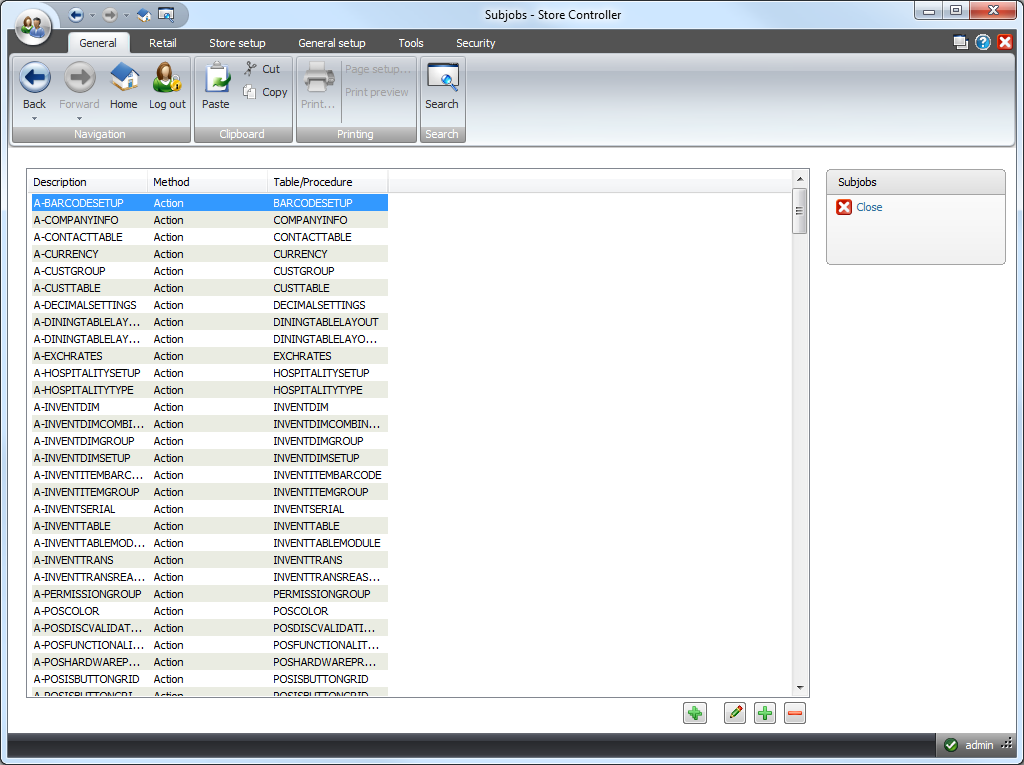 Subjobs - Store Controller
General Retail Store setup General setup Tools Security
Back Forward Home Log out Paste Cut Copy Print... Page setup... Print preview Search
Navigation Clipboard Printing Search
Description Method Table/Procedure
A-BARCODESETUP Action BARCODESETUP
A-COMPANYINFO Action COMPANYINFO
A-CONTACTTABLE Action CONTACTTABLE
A-CURRENCY Action CURRENCY
A-CUSTGROUP Action CUSTGROUP
A-CUSTTABLE Action CUSTTABLE
A-DECIMALSETTINGS Action DECIMALSETTINGS
A-DININGTABLELAY... Action DININGTABLELAYOUT
A-DININGTABLELAY... Action DININGTABLELAYO...
A-EXCHRATES Action EXCHRATES
A-HOSPITALITYSETUP Action HOSPITALITYSETUP
A-HOSPITALITYTYPE Action HOSPITALITYTYPE
A-INVENTDIM Action INVENTDIM
A-INVENTDIMCOMBI... Action INVENTDIMCOMBIN...
A-INVENTDIMGROUP Action INVENTDIMGROUP
A-INVENTDIMSETUP Action INVENTDIMSETUP
A-INVENTITEMBARC... Action INVENTITEMBARCODE
A-INVENTITEMGROUP Action INVENTITEMGROUP
A-INVENTSERIAL Action INVENTSERIAL
A-INVENTTABLE Action INVENTTABLE
A-INVENTTABLEMOD... Action INVENTTABLEMODULE
A-INVENTTRANS Action INVENTTRANS
A-INVENTTRANSREA... Action INVENTTRANSREAS...
A-PERMISSIONGROUP Action PERMISSIONGROUP
A-POSCOLOR Action POSCOLOR
A-POSDISCVALIDAT... Action POSDISCVALIDATI...
A-POSFUNCTIONALI... Action POSFUNCTIONALIT...
A-POSHARDWAREP... Action POSHARDWAREPR...
A-POSISBUTTONGRID Action POSISBUTTONGRID
A-POSISBUTTONGRI... Action POSISBUTTONGRID
Subjobs
Close
admin